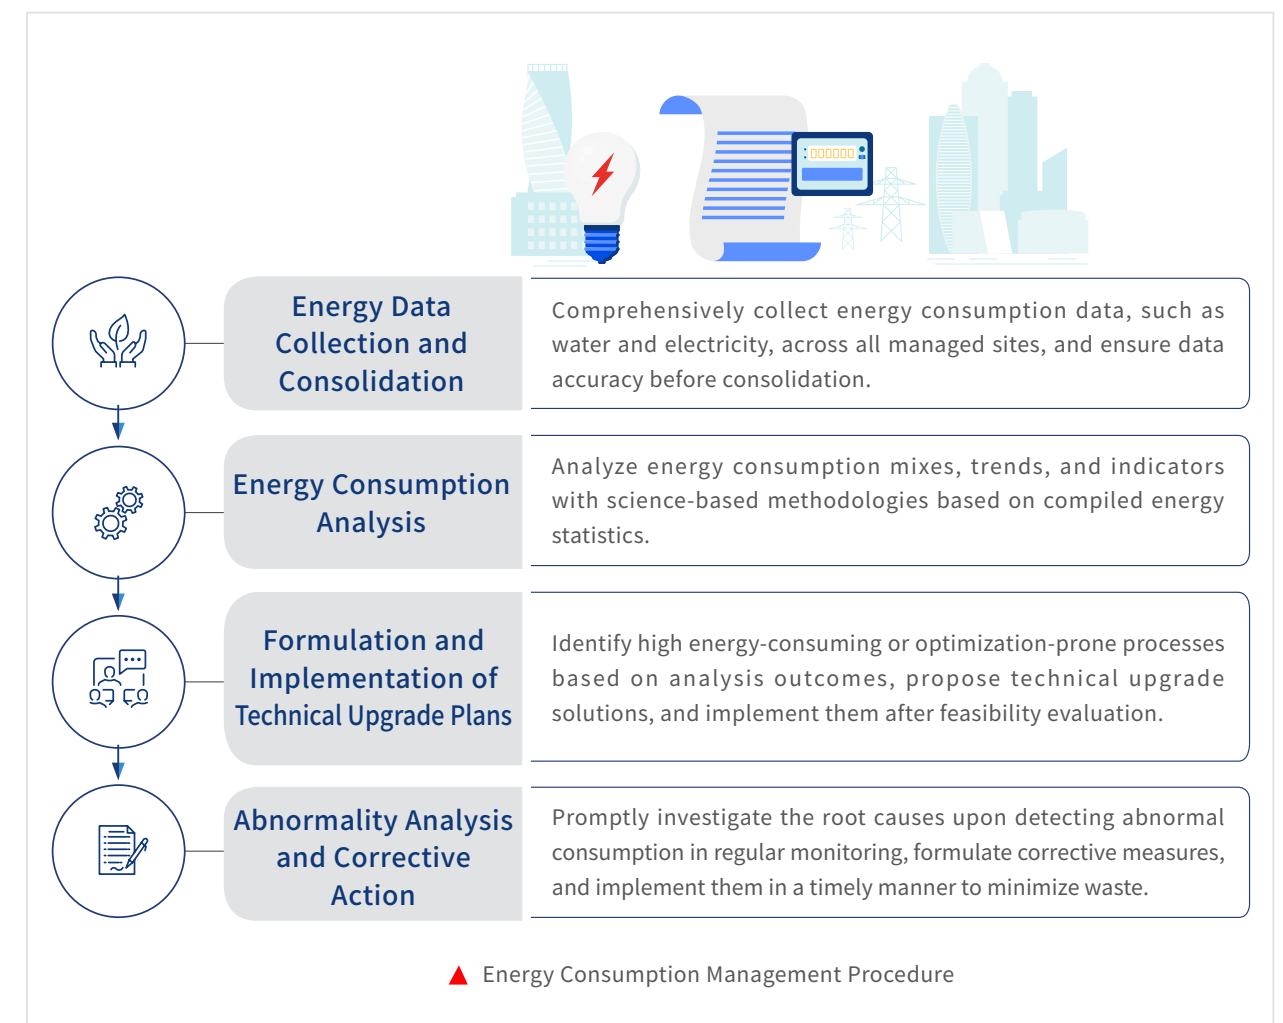 Energy Data
Collection and
Consolidation
Comprehensively collect energy consumption data, such as
water and electricity, across all managed sites, and ensure data
accuracy before consolidation.
Energy Consumption
Analysis
Analyze energy consumption mixes, trends, and indicators
with science-based methodologies based on compiled energy
statistics.
Formulation and
Implementation of
Technical Upgrade Plans
Identify high energy-consuming or optimization-prone processes
based on analysis outcomes, propose technical upgrade
solutions, and implement them after feasibility evaluation.
Abnormality Analysis
and Corrective
Action
Promptly investigate the root causes upon detecting abnormal
consumption in regular monitoring, formulate corrective measures,
and implement them in a timely manner to minimize waste.
▲ Energy Consumption Management Procedure